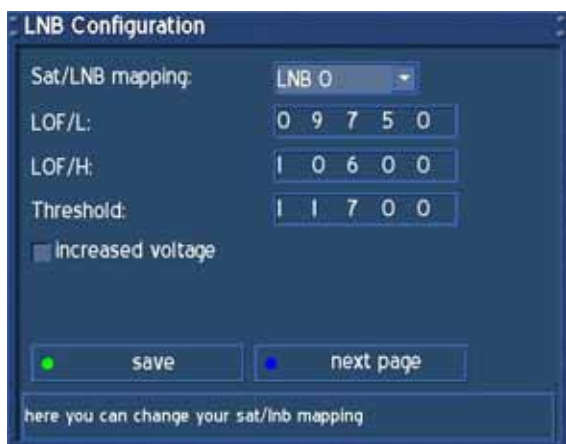 LNB Configuration
Sat/LNB mapping: LNB 0
LOF/L: 0 9 7 5 0
LOF/H: 1 0 6 0 0
Threshold: 1 1 7 0 0
increased voltage
save next page
here you can change your sat/lnb mapping